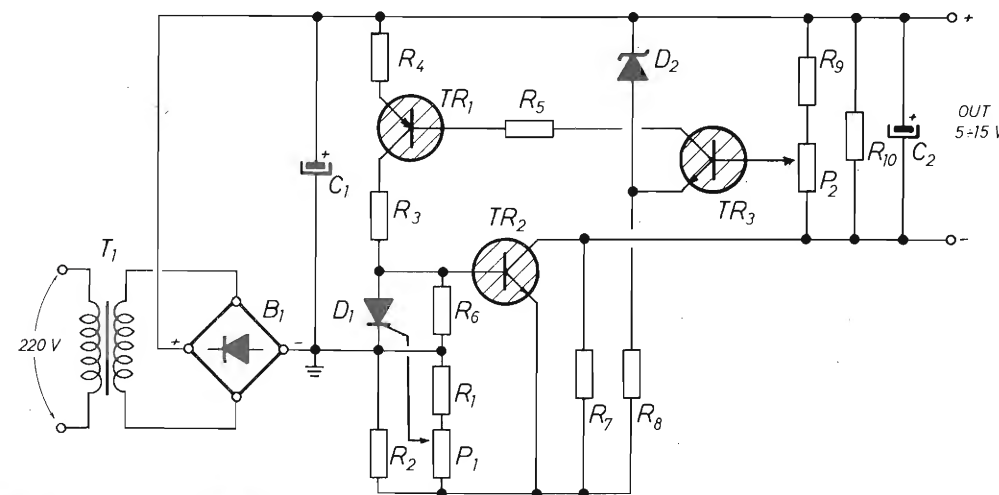 +
R4
D2
R9
TR1
R5
+
OUT
5÷15 V
+
C1
R10
C2
P2
TR3
R3
TR2
T1
D1
R6
B1
220 V
+
-
-
R1
R7
R8
R2
P1